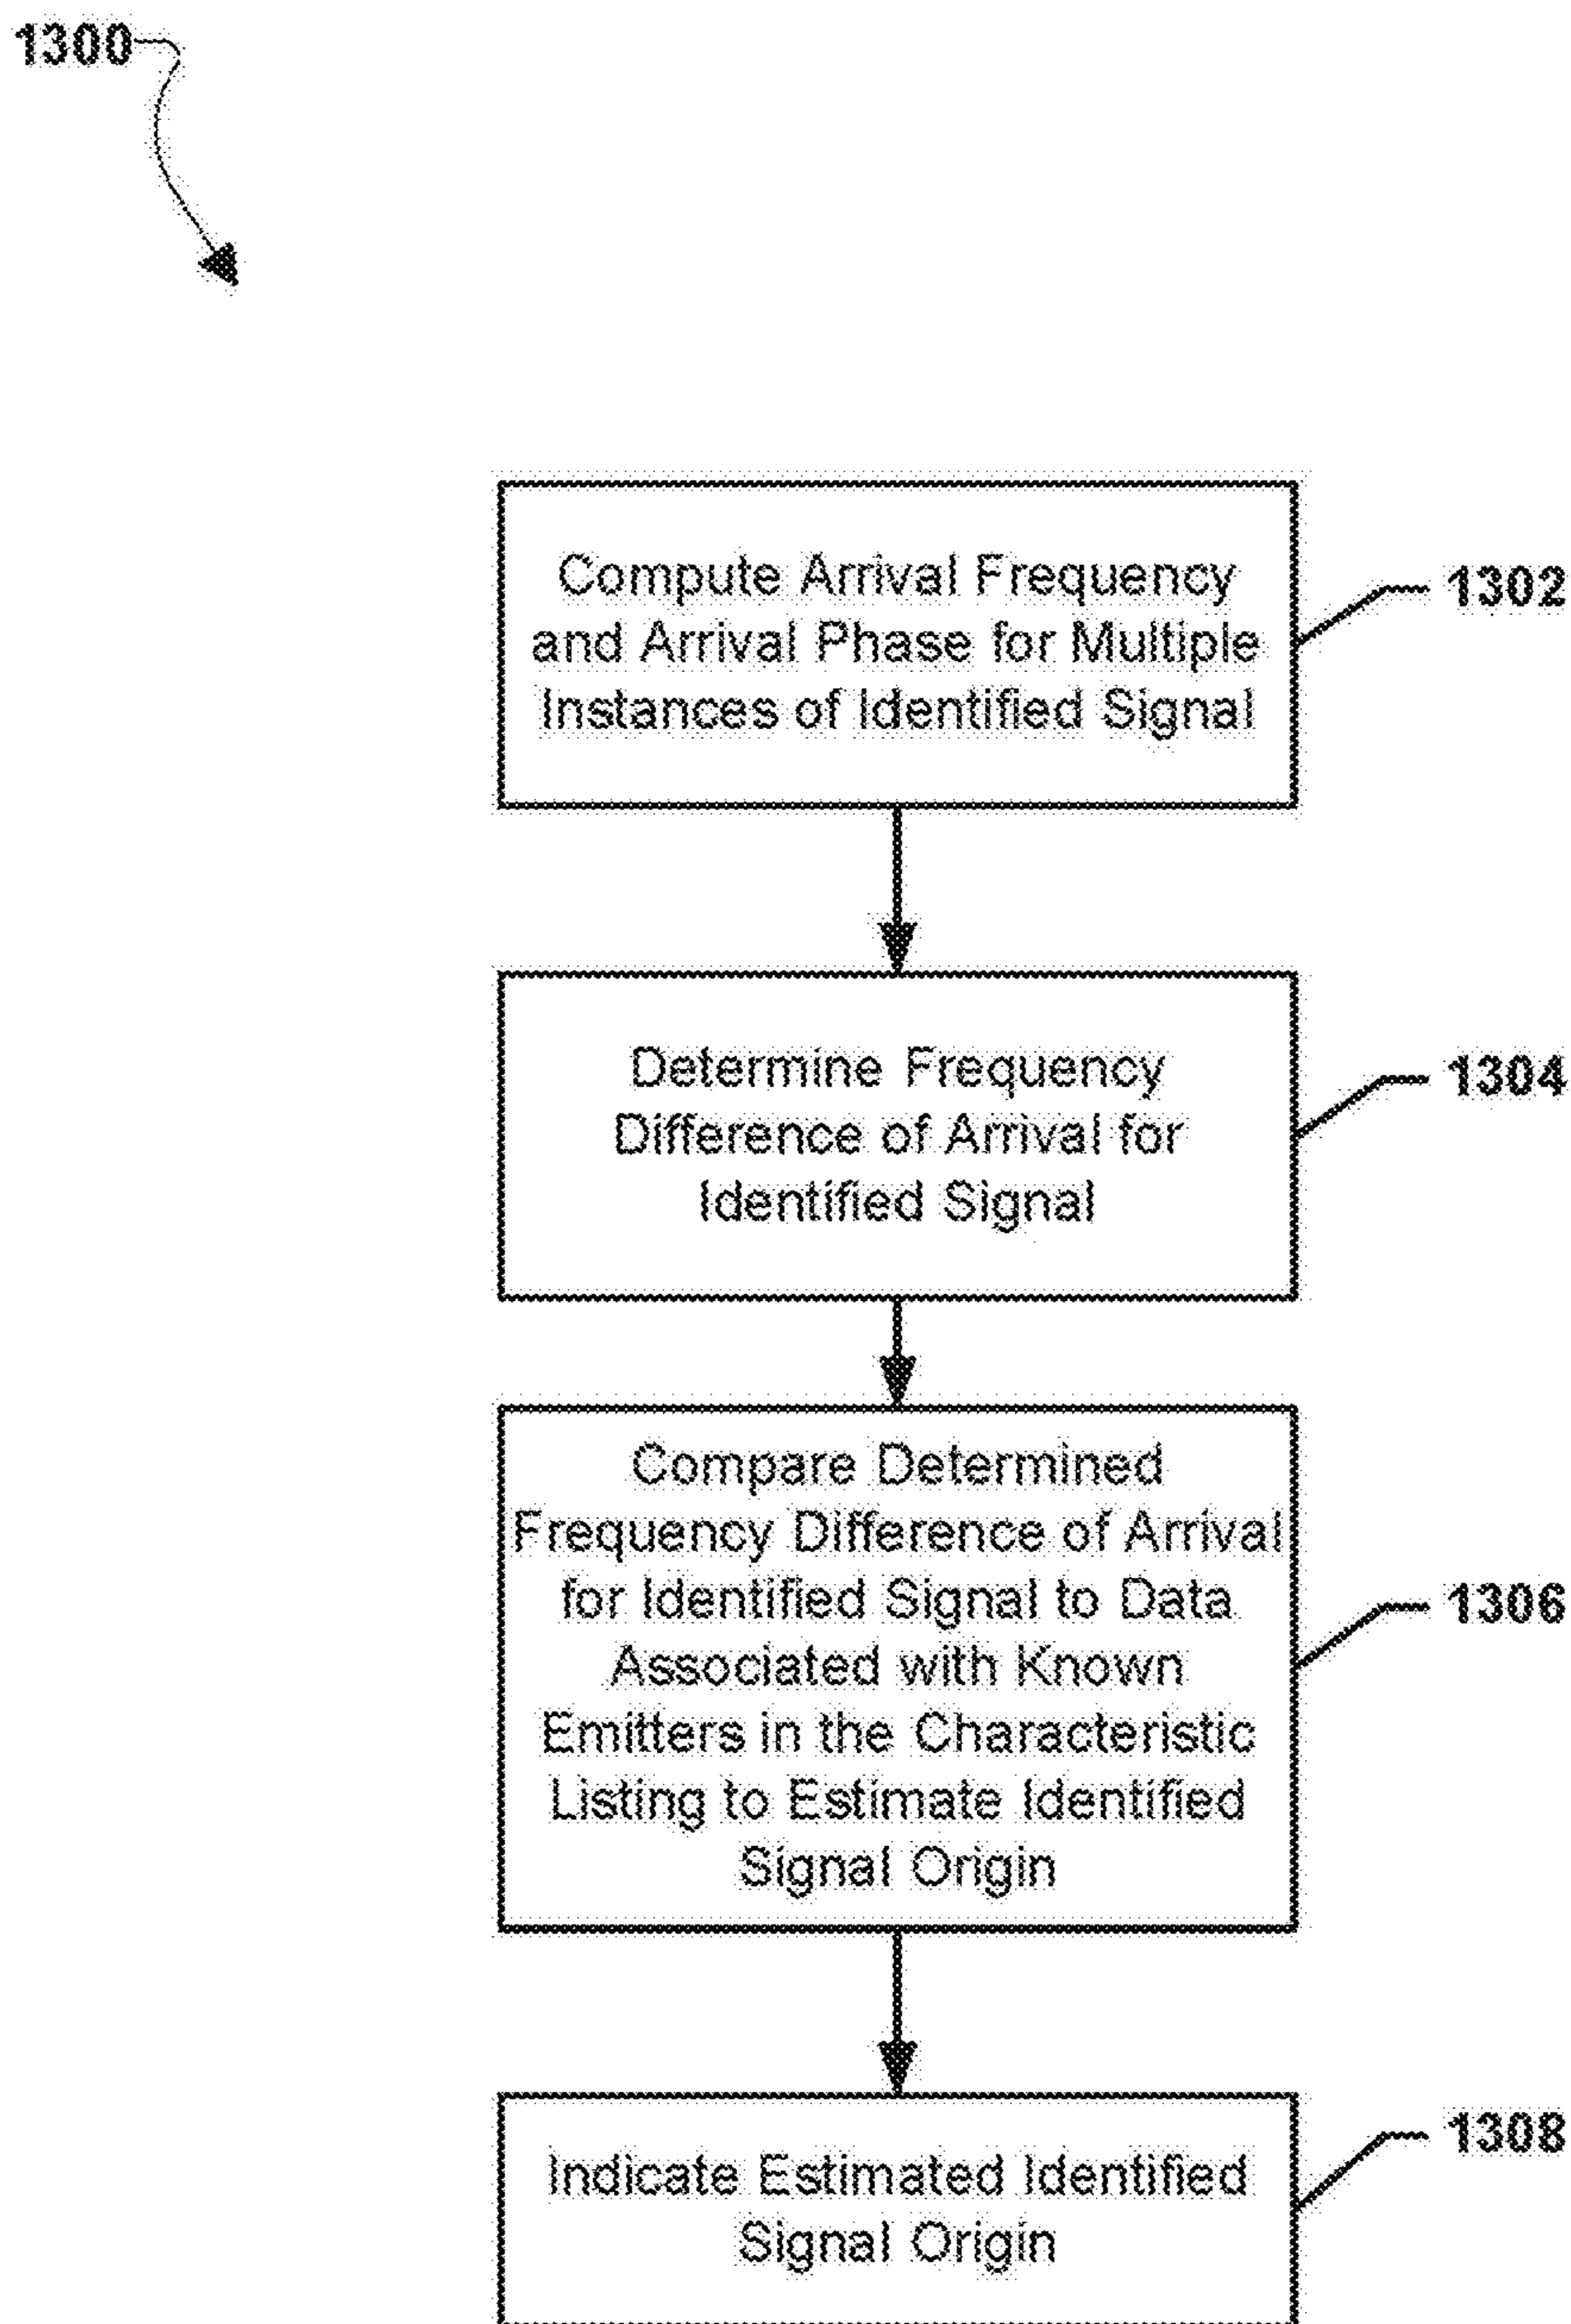 1300
Compute Arrival Frequency
and Arrival Phase for Multiple
Instances of Identified Signal
1302
Determine Frequency
Difference of Arrival for
Identified Signal
1304
Compare Determined
Frequency Difference of Arrival
for Identified Signal to Data
Associated with Known
Emitters in the Characteristic
Listing to Estimate Identified
Signal Origin
1306
Indicate Estimated Identified
Signal Origin
1308